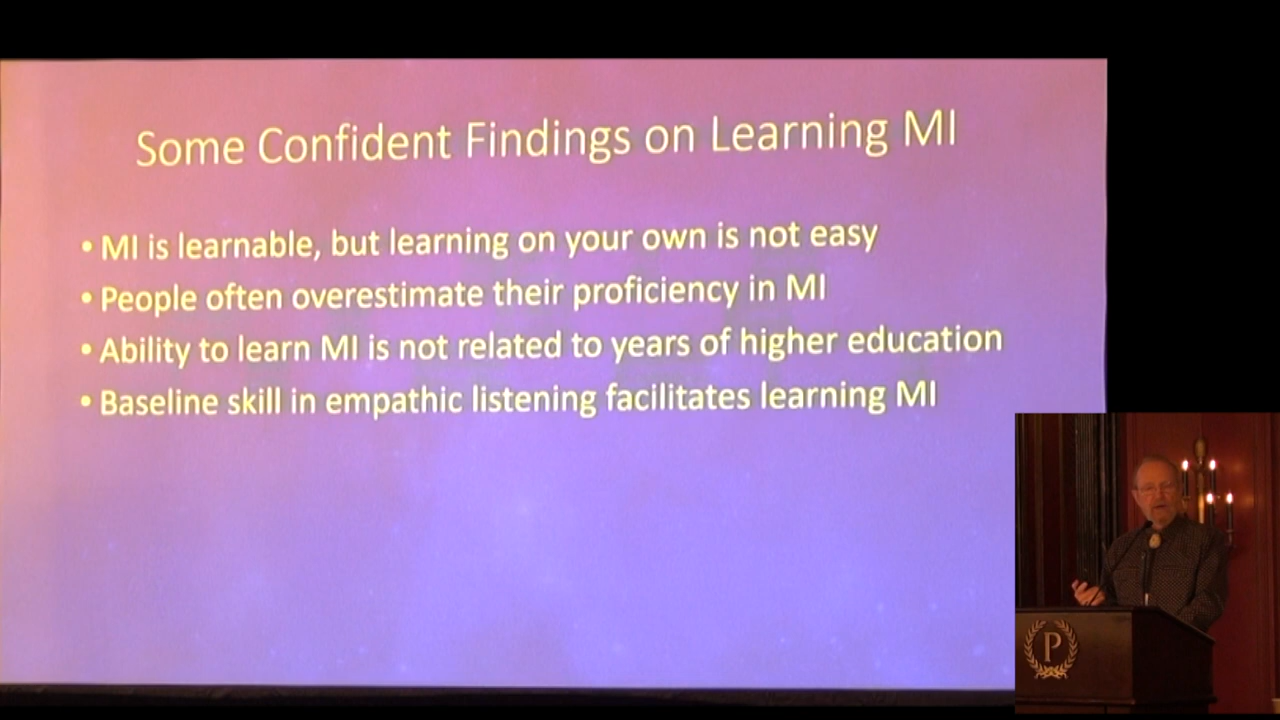 Some Confident Findings on Learning MI
• MI is learnable, but learning on your own is not easy
• People often overestimate their proficiency in MI
• Ability to learn MI is not related to years of higher education
• Baseline skill in empathic listening facilitates learning MI
P